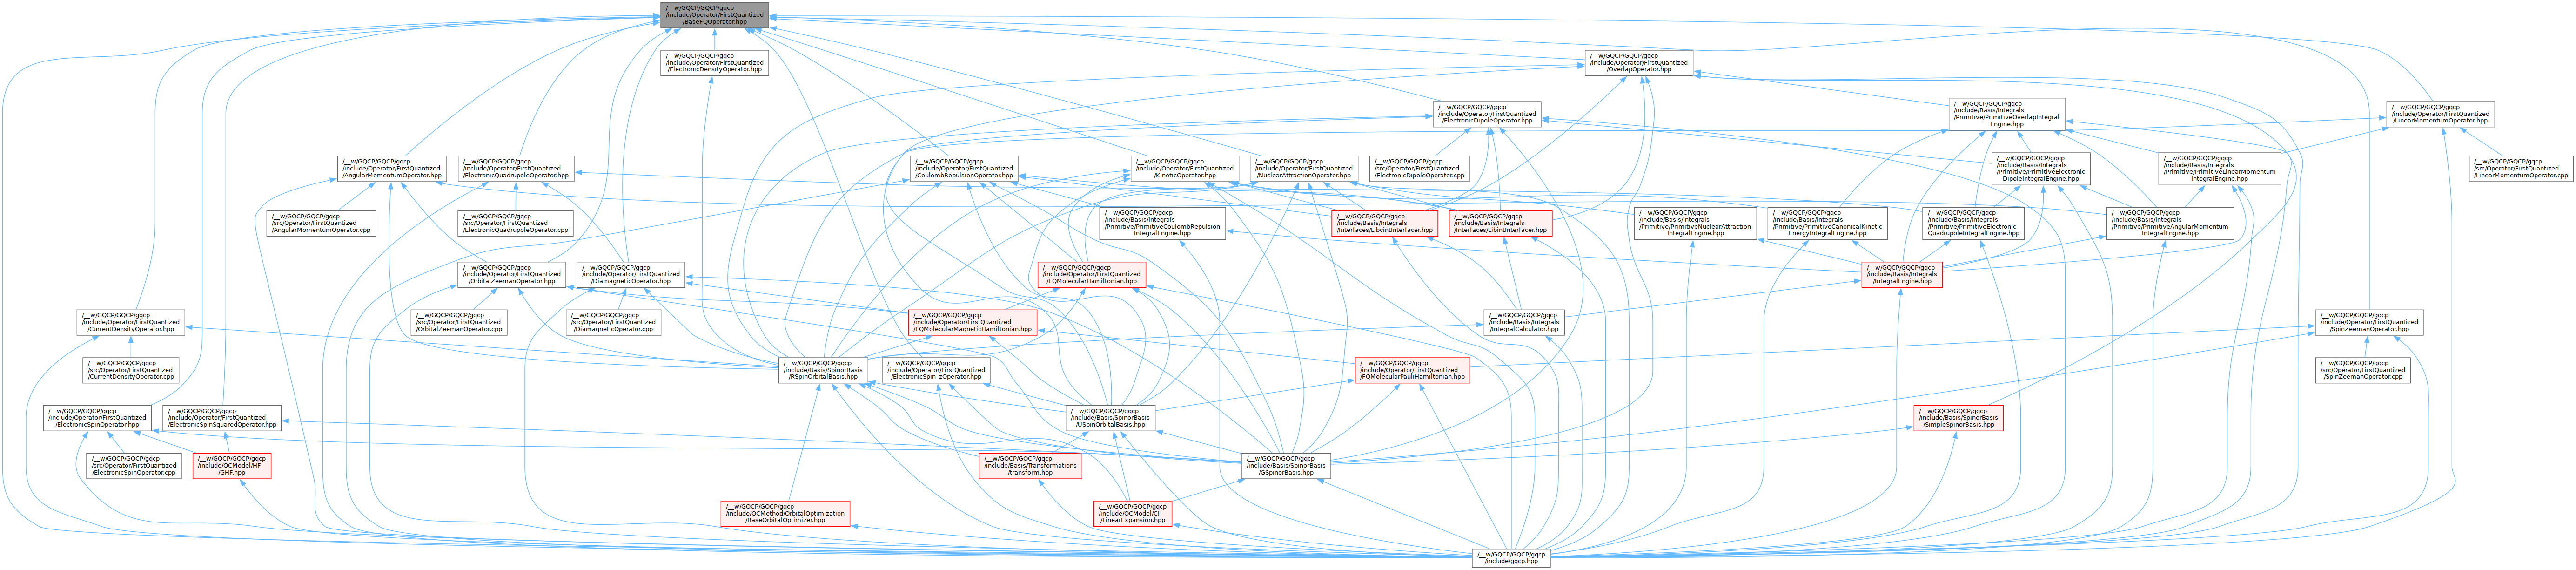 /__w/GQCP/GQCP/gqcp
/include/Operator/FirstQuantized
/BaseFQOperator.hpp
/__w/GQCP/GQCP/gqcp
/include/Operator/FirstQuantized
/ElectronicDensityOperator.hpp
/__w/GQCP/GQCP/gqcp
/include/Operator/FirstQuantized
/OverlapOperator.hpp
/__w/GQCP/GQCP/gqcp
/include/Operator/FirstQuantized
/ElectronicDipoleOperator.hpp
/__w/GQCP/GQCP/gqcp
/include/Basis/Integrals
/Primitive/PrimitiveOverlapIntegral
Engine.hpp
/__w/GQCP/GQCP/gqcp
/include/Operator/FirstQuantized
/LinearMomentumOperator.hpp
/__w/GQCP/GQCP/gqcp
/include/Operator/FirstQuantized
/AngularMomentumOperator.hpp
/__w/GQCP/GQCP/gqcp
/include/Operator/FirstQuantized
/ElectronicQuadrupoleOperator.hpp
/__w/GQCP/GQCP/gqcp
/include/Operator/FirstQuantized
/CoulombRepulsionOperator.hpp
/__w/GQCP/GQCP/gqcp
/include/Operator/FirstQuantized
/KineticOperator.hpp
/__w/GQCP/GQCP/gqcp
/include/Operator/FirstQuantized
/NuclearAttractionOperator.hpp
/__w/GQCP/GQCP/gqcp
/src/Operator/FirstQuantized
/ElectronicDipoleOperator.cpp
/__w/GQCP/GQCP/gqcp
/include/Basis/Integrals
/Primitive/PrimitiveElectronic
DipoleIntegralEngine.hpp
/__w/GQCP/GQCP/gqcp
/include/Basis/Integrals
/Primitive/PrimitiveLinearMomentum
IntegralEngine.hpp
/__w/GQCP/GQCP/gqcp
/src/Operator/FirstQuantized
/LinearMomentumOperator.cpp
/__w/GQCP/GQCP/gqcp
/src/Operator/FirstQuantized
/AngularMomentumOperator.cpp
/__w/GQCP/GQCP/gqcp
/src/Operator/FirstQuantized
/ElectronicQuadrupoleOperator.cpp
/__w/GQCP/GQCP/gqcp
/include/Basis/Integrals
/Primitive/PrimitiveCoulombRepulsion
IntegralEngine.hpp
/__w/GQCP/GQCP/gqcp
/include/Basis/Integrals
/Interfaces/LibcintInterfacer.hpp
/__w/GQCP/GQCP/gqcp
/include/Basis/Integrals
/Interfaces/LibintInterfacer.hpp
/__w/GQCP/GQCP/gqcp
/include/Basis/Integrals
/Primitive/PrimitiveNuclearAttraction
IntegralEngine.hpp
/__w/GQCP/GQCP/gqcp
/include/Basis/Integrals
/Primitive/PrimitiveCanonicalKinetic
EnergyIntegralEngine.hpp
/__w/GQCP/GQCP/gqcp
/include/Basis/Integrals
/Primitive/PrimitiveElectronic
QuadrupoleIntegralEngine.hpp
/__w/GQCP/GQCP/gqcp
/include/Basis/Integrals
/Primitive/PrimitiveAngularMomentum
IntegralEngine.hpp
/__w/GQCP/GQCP/gqcp
/include/Operator/FirstQuantized
/OrbitalZeemanOperator.hpp
/__w/GQCP/GQCP/gqcp
/include/Operator/FirstQuantized
/DiamagneticOperator.hpp
/__w/GQCP/GQCP/gqcp
/include/Operator/FirstQuantized
/FQMolecularHamiltonian.hpp
/__w/GQCP/GQCP/gqcp
/include/Basis/Integrals
/IntegralEngine.hpp
/__w/GQCP/GQCP/gqcp
/include/Operator/FirstQuantized
/CurrentDensityOperator.hpp
/__w/GQCP/GQCP/gqcp
/src/Operator/FirstQuantized
/OrbitalZeemanOperator.cpp
/__w/GQCP/GQCP/gqcp
/src/Operator/FirstQuantized
/DiamagneticOperator.cpp
/__w/GQCP/GQCP/gqcp
/include/Operator/FirstQuantized
/FQMolecularMagneticHamiltonian.hpp
/__w/GQCP/GQCP/gqcp
/include/Basis/Integrals
/IntegralCalculator.hpp
/__w/GQCP/GQCP/gqcp
/include/Operator/FirstQuantized
/SpinZeemanOperator.hpp
/__w/GQCP/GQCP/gqcp
/src/Operator/FirstQuantized
/CurrentDensityOperator.cpp
/__w/GQCP/GQCP/gqcp
/include/Basis/SpinorBasis
/RSpinOrbitalBasis.hpp
/__w/GQCP/GQCP/gqcp
/include/Operator/FirstQuantized
/ElectronicSpin_zOperator.hpp
/__w/GQCP/GQCP/gqcp
/include/Operator/FirstQuantized
/FQMolecularPauliHamiltonian.hpp
/__w/GQCP/GQCP/gqcp
/src/Operator/FirstQuantized
/SpinZeemanOperator.cpp
/__w/GQCP/GQCP/gqcp
/include/Operator/FirstQuantized
/ElectronicSpinOperator.hpp
/__w/GQCP/GQCP/gqcp
/include/Operator/FirstQuantized
/ElectronicSpinSquaredOperator.hpp
/__w/GQCP/GQCP/gqcp
/include/Basis/SpinorBasis
/USpinOrbitalBasis.hpp
/__w/GQCP/GQCP/gqcp
/include/Basis/SpinorBasis
/SimpleSpinorBasis.hpp
/__w/GQCP/GQCP/gqcp
/src/Operator/FirstQuantized
/ElectronicSpinOperator.cpp
/__w/GQCP/GQCP/gqcp
/include/QCModel/HF
/GHF.hpp
/__w/GQCP/GQCP/gqcp
/include/Basis/Transformations
/transform.hpp
/__w/GQCP/GQCP/gqcp
/include/Basis/SpinorBasis
/GSpinorBasis.hpp
/__w/GQCP/GQCP/gqcp
/include/QCMethod/OrbitalOptimization
/BaseOrbitalOptimizer.hpp
/__w/GQCP/GQCP/gqcp
/include/QCModel/CI
/LinearExpansion.hpp
/__w/GQCP/GQCP/gqcp
/include/gqcp.hpp